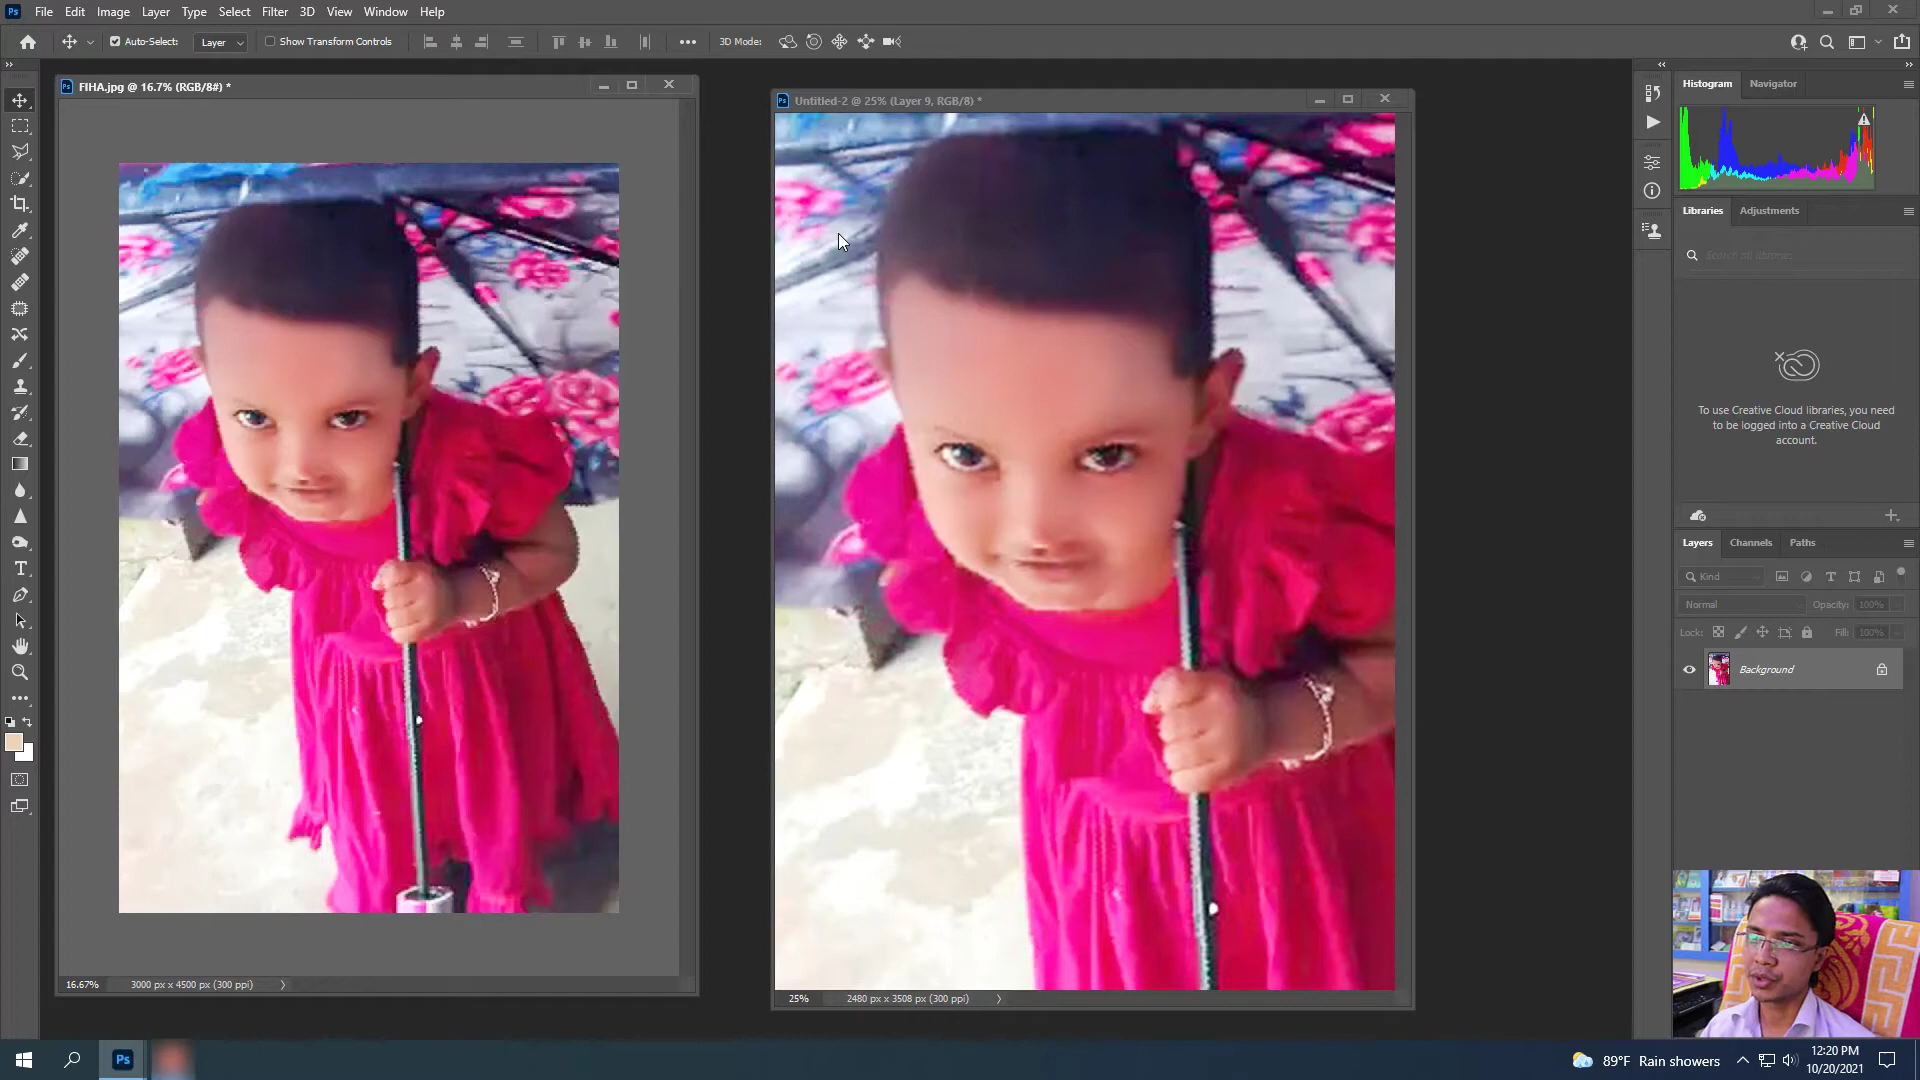 Ps File Edit Image Layer Type Select Filter 3D View Window Help
Auto-Select: Layer Show Transform Controls 3D Mode:
FIHA.jpg @ 16.7% (RGB/8#) *
Untitled-2 @ 25% (Layer 9, RGB/8) *
16.67% 3000 px x 4500 px (300 ppi)
25% 2480 px x 3508 px (300 ppi)
Histogram Navigator
Libraries Adjustments
To use Creative Cloud libraries, you need
to be logged into a Creative Cloud
account.
Layers Channels Paths
Kind
Normal Opacity: 100%
Lock: Fill: 100%
Background
Ps
89°F Rain showers
12:20 PM
10/20/2021